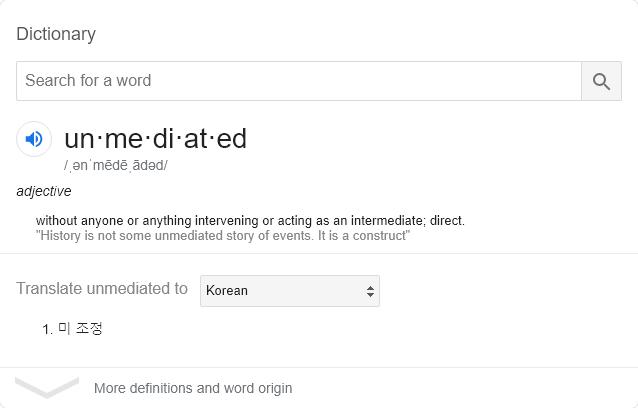 Dictionary
Search for a word
un·me·di·at·ed
/ˌənˈmēdēˌādəd/
adjective
without anyone or anything intervening or acting as an intermediate; direct.
"History is not some unmediated story of events. It is a construct"
Translate unmediated to Korean
1. 미 조정
More definitions and word origin